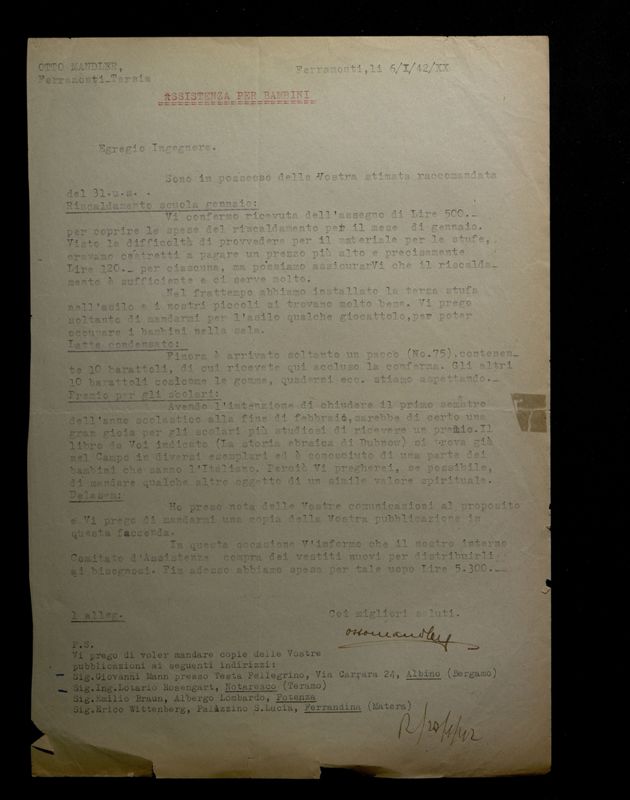 OTTO MANDLER,
Ferramonti-Tarsia
Ferramonti,li 6/I/42/XX
ASSISTENZA PER BAMBINI
Egregio Ingegnere.
Sono in possesso della Vostra stimata raccomandata
del 31.u.m. .
Riscaldamento scuola gennaio:
Vi confermo ricevuta dell'assegno di Lire 500.-
per coprire le spese del riscaldamento per il mese di gennaio.
Visto la difficoltà di provvedere per il materiale per le stufe,
eravamo costretti a pagare un prezzo più alto e precisamente
Lire 120.- per ciascuna, ma possiamo assicurarVi che il riscalda-
mento è sufficiente e ci serve molto.
Nel frattempo abbiamo installato la terza stufa
nell'asilo e i nostri piccoli si trovano molto bene. Vi prego
soltanto di mandarmi per l'asilo qualche giocattolo,per poter
occupare i bambini nella sala.
Latte condensato:
Finora è arrivato soltanto un pacco (No.75).contenen-
te 10 barattoli, di cui ricevete qui accluso la conferma. Gli altri
10 barattoli cosicome le gomme, quaderni ecc. stiamo aspettando.-
Premio per gli scolari:
Avendo l'intenzione di chiudere il primo semestro
dell'anno scolastico alla fine di febbraio, sarebbe di certo una
gran gioia per gli scolari più studiosi di ricevere un premio.Il
libro da Voi indicato (La storia ebraica di Dubnow) si trova già
nel Campo in diversi esemplari ed è conosciuto di una parte dei
bambini che sanno l'Italiano. Perciò Vi pregherei, se possibile,
di mandare qualche altro oggetto di un simile valore spirituale.
Delasem:
Ho preso nota delle Vostre comunicazioni al proposito
e Vi prego di mandarmi una copia della Vostra pubblicazione in
questa faccenda.
In questa occasione V'informo che il nostro interno
Comitato d'Assistenza compra dei vestiti nuovi per distribuirli
ai bisognosi. Fin adesso abbiamo speso per tale uopo Lire 5.300.-
1 alleg.
Coi migliori saluti.
ottomandler
P.S.
Vi prego di voler mandare copie delle Vostre
pubblicazioni ai seguenti indirizzi:
Sig.Giovanni Mann presso Testa Pellegrino, Via Carrara 24, Albino (Bergamo)
Sig.Ing.Lotario Rosengart, Notaresco (Teramo)
Sig.Emilio Braun, Albergo Lombardo, Potenza
Sig.Erico Wittenberg, Palazzino S.Lucia, Ferrandina (Matera)